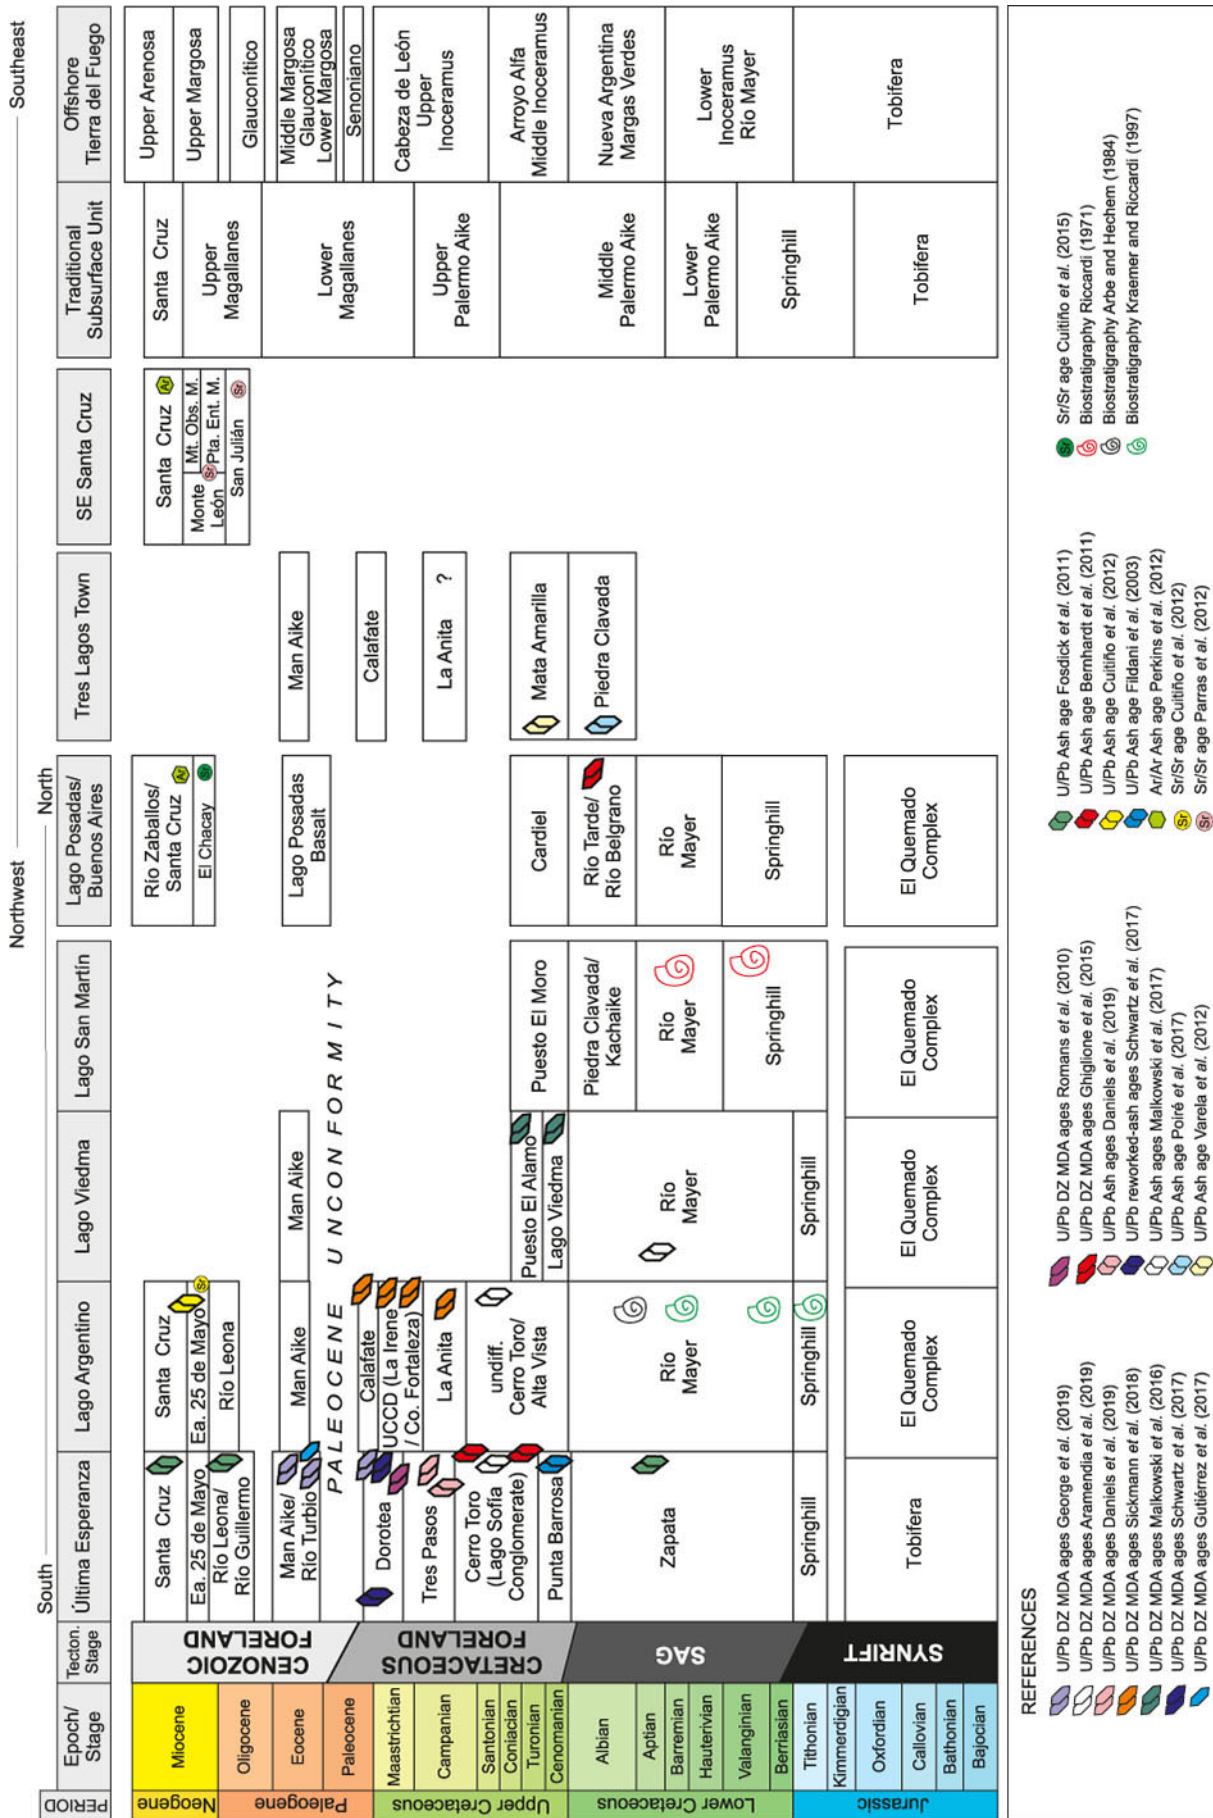 South
North
Northwest
Southeast
PERIOD
Epoch/
Stage
Tecton.
Stage
Última Esperanza
Lago Argentino
Lago Viedma
Lago San Martín
Lago Posadas/
Buenos Aires
Tres Lagos Town
SE Santa Cruz
Traditional
Subsurface Unit
Offshore
Tierra del Fuego
Neogene
Paleogene
Upper Cretaceous
Lower Cretaceous
Jurassic
Miocene
Oligocene
Eocene
Paleocene
Maastrichtian
Campanian
Santonian
Coniacian
Turonian
Cenomanian
Albian
Aptian
Barremian
Hauterivian
Valanginian
Berriasian
Tithonian
Kimmerdigian
Oxfordian
Callovian
Bathonian
Bajocian
CENOZOIC
FORELAND
CRETACEOUS
FORELAND
SAG
SYNRIFT
Santa Cruz
Ea. 25 de Mayo
Río Leona/
Río Guillermo
Man Aike/
Río Turbio
PALEOCENE UNCONFORMITY
Dorotea
Tres Pasos
Cerro Toro
(Lago Sofía
Conglomerate)
Punta Barrosa
Zapata
Springhill
Tobifera
Santa Cruz
Ea. 25 de Mayo
Sr
Río Leona
Man Aike
Calafate
UCCD (La Irene
/ Co. Fortaleza)
La Anita
undiff.
Cerro Toro/
Alta Vista
Río
Mayer
Springhill
El Quemado
Complex
Man Aike
Puesto El Alamo
Lago Viedma
Río
Mayer
Springhill
El Quemado
Complex
Puesto El Moro
Piedra Clavada/
Kachaike
Río
Mayer
Springhill
El Quemado
Complex
Río Zaballos/
Santa Cruz
Ar
El Chacay
Sr
Lago Posadas
Basalt
Cardiel
Río Tarde/
Río Belgrano
Río
Mayer
Springhill
El Quemado
Complex
Man Aike
Calafate
La Anita ?
Mata Amarilla
Piedra Clavada
Santa Cruz
Ar
Monte
León
Sr
Mt. Obs. M.
Pta. Ent. M.
San Julián
Sr
Santa Cruz
Upper
Magallanes
Lower
Magallanes
Upper
Palermo Aike
Middle
Palermo Aike
Lower
Palermo Aike
Springhill
Tobifera
Upper Arenosa
Upper Margosa
Glauconítico
Middle Margosa
Glauconítico
Lower Margosa
Senoniano
Cabeza de León
Upper
Inoceramus
Arroyo Alfa
Middle Inoceramus
Nueva Argentina
Margas Verdes
Lower
Inoceramus
Río Mayer
Tobifera
REFERENCES
U/Pb DZ MDA ages George et al. (2019)
U/Pb DZ MDA ages Aramendia et al. (2019)
U/Pb DZ MDA ages Daniels et al. (2019)
U/Pb DZ MDA ages Sickmann et al. (2018)
U/Pb DZ MDA ages Malkowski et al. (2016)
U/Pb DZ MDA ages Schwartz et al. (2017)
U/Pb DZ MDA ages Gutiérrez et al. (2017)
U/Pb DZ MDA ages Romans et al. (2010)
U/Pb DZ MDA ages Ghiglione et al. (2015)
U/Pb Ash ages Daniels et al. (2019)
U/Pb reworked-ash ages Schwartz et al. (2017)
U/Pb Ash ages Malkowski et al. (2017)
U/Pb Ash age Poiré et al. (2017)
U/Pb Ash age Varela et al. (2012)
U/Pb Ash age Fosdick et al. (2011)
U/Pb Ash age Bernhardt et al. (2011)
U/Pb Ash age Cuitiño et al. (2012)
U/Pb Ash age Fildani et al. (2003)
Ar/Ar Ash age Perkins et al. (2012)
Sr Sr/Sr age Cuitiño et al. (2012)
Sr Sr/Sr age Parras et al. (2012)
Sr Sr/Sr age Cuitiño et al. (2015)
Biostratigraphy Riccardi (1971)
Biostratigraphy Arbe and Hechem (1984)
Biostratigraphy Kraemer and Riccardi (1997)